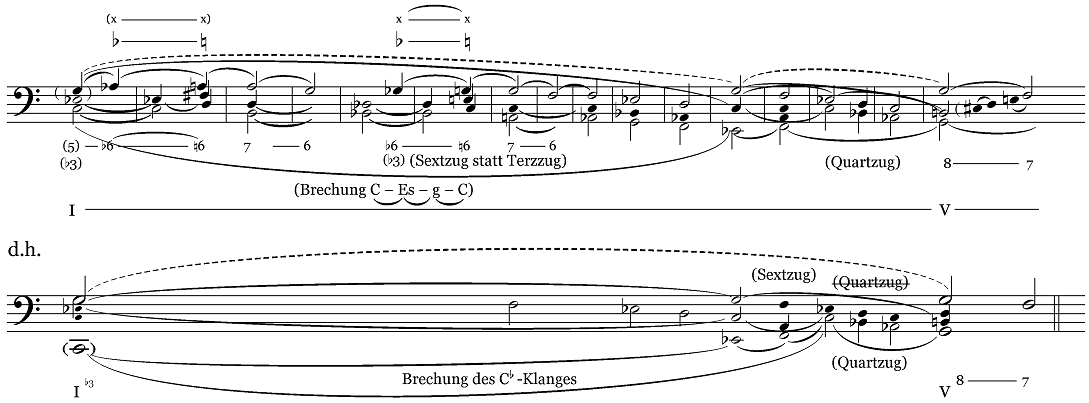 (x x) x x
♭ ♮ ♭ ♮
(5) ♭6 ♮6 7 6 ♭6 ♮6 7 6
(♭3) (♭3) (Sextzug statt Terzzug) (Quartzug) 8 7
(Brechung C – Es – g – C)
I V
d.h.
(Sextzug) (Quartzug)
(Quartzug)
Brechung des C♭-Klanges
I ♭3 V 8 7